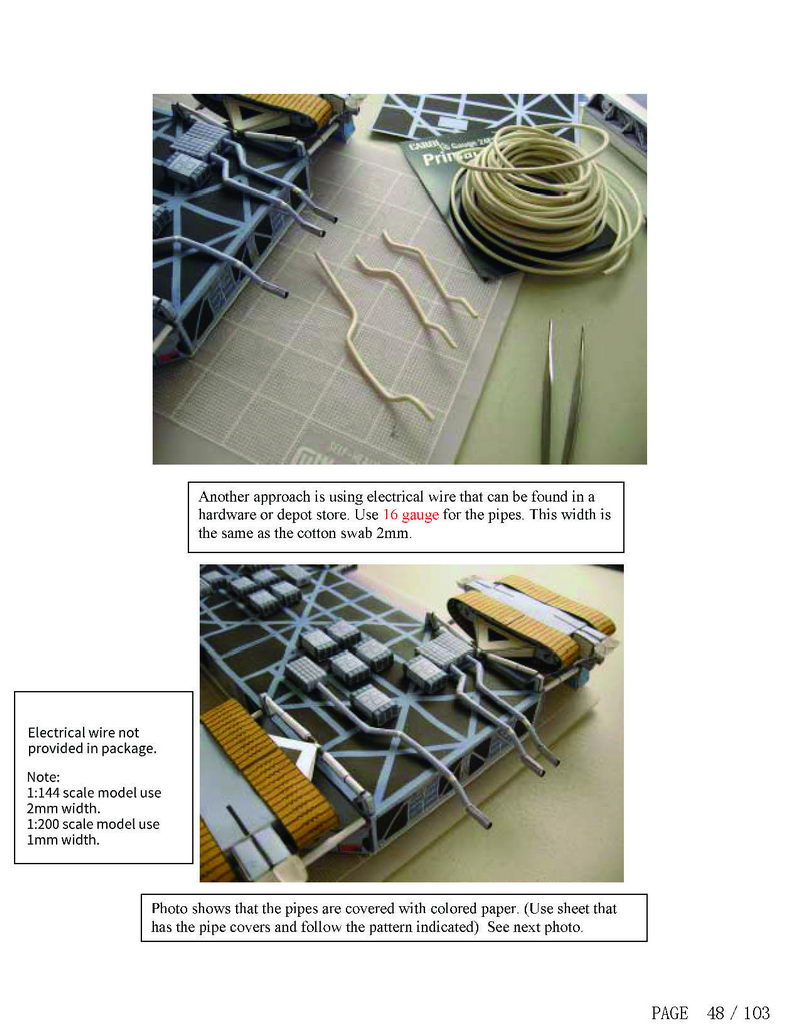 CAROL
Gauge
SELF-HE
Another approach is using electrical wire that can be found in a
hardware or depot store. Use 16 gauge for the pipes. This width is
the same as the cotton swab 2mm.
Electrical wire not
provided in package.
Note:
1:144 scale model use
2mm width.
1:200 scale model use
1mm width.
Photo shows that the pipes are covered with colored paper. (Use sheet that
has the pipe covers and follow the pattern indicated) See next photo.
PAGE 48 / 103